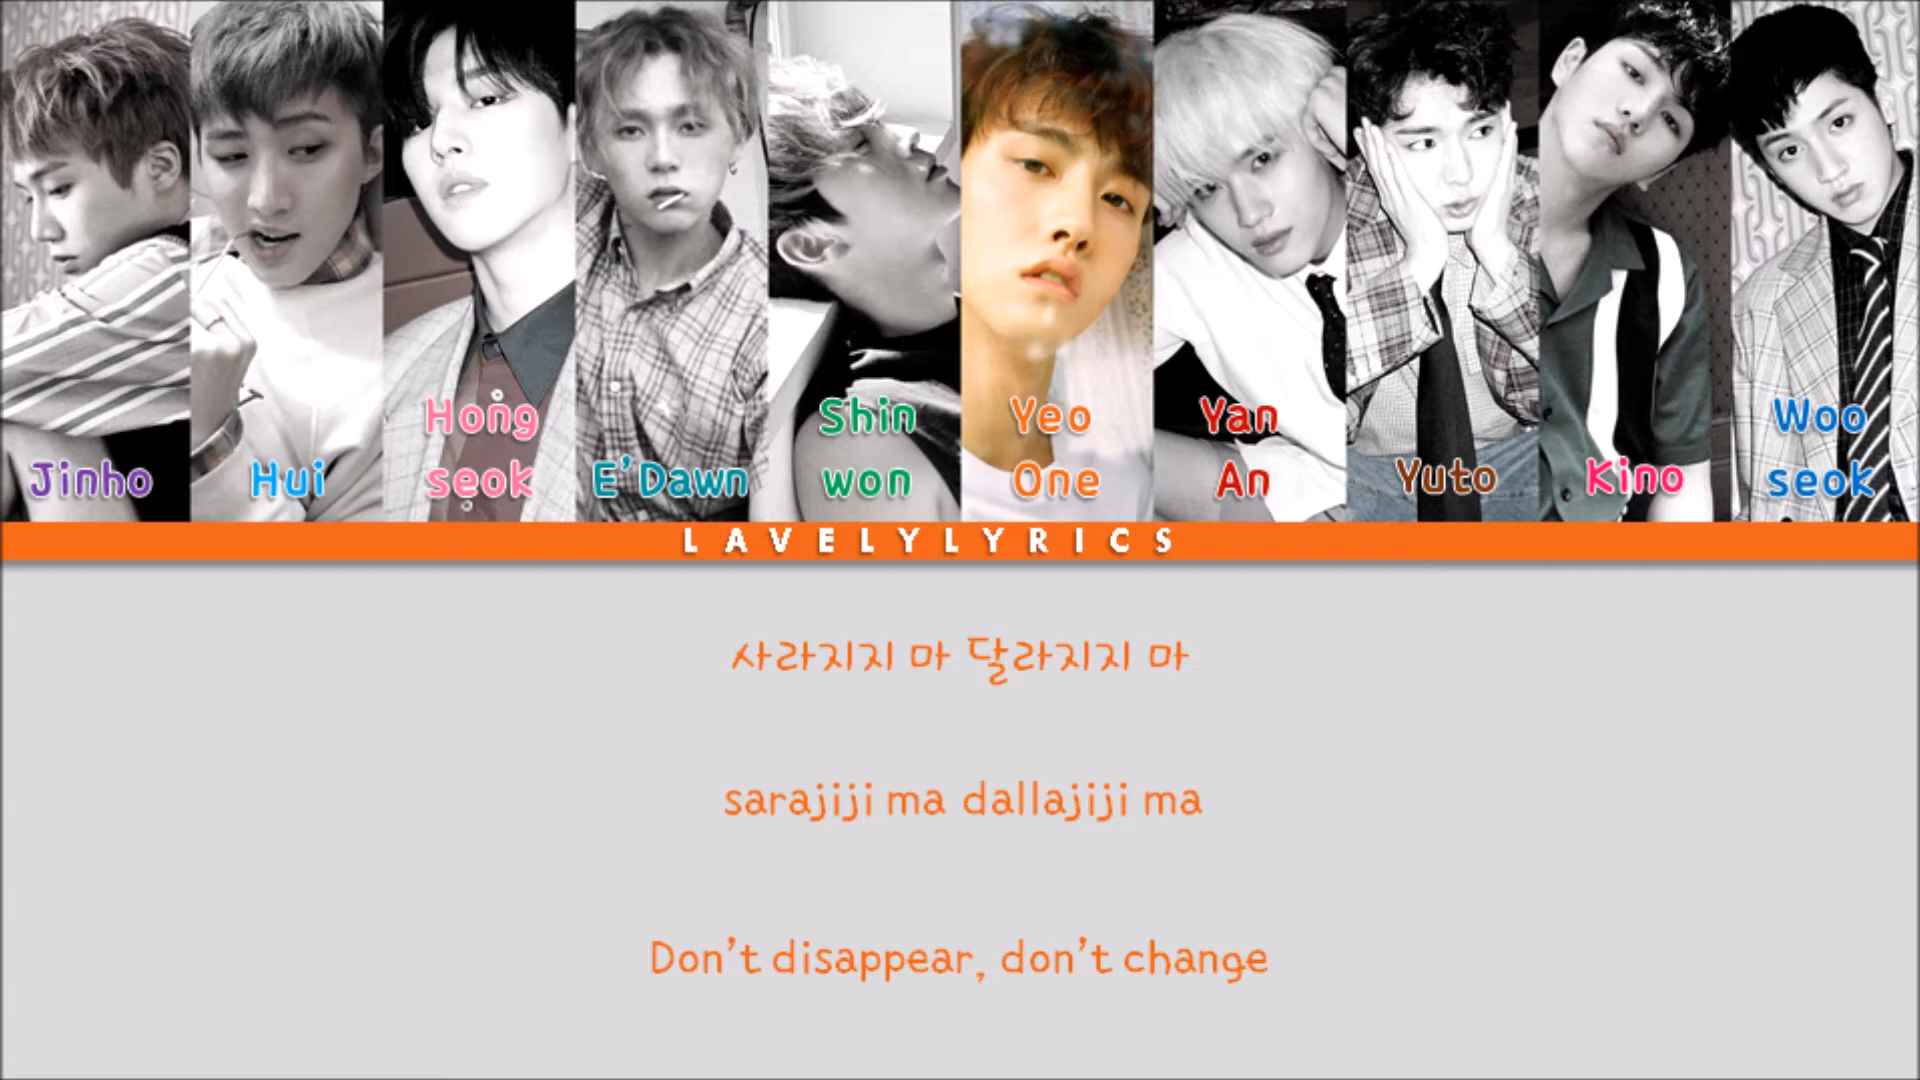 Jinho
Hui
Hong
seok
E'Dawn
Shin
won
Yeo
One
Yan
An
Yuto
Kino
Woo
seok
LAVELYLYRICS
사라지지 마 달라지지 마
sarajiji ma dallajiji ma
Don't disappear, don't change